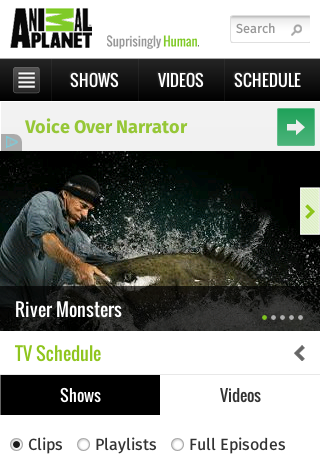 ANIMAL
PLANET
Suprisingly Human.
Search
SHOWS
VIDEOS
SCHEDULE
Voice Over Narrator
River Monsters
TV Schedule
Shows
Videos
Clips
Playlists
Full Episodes